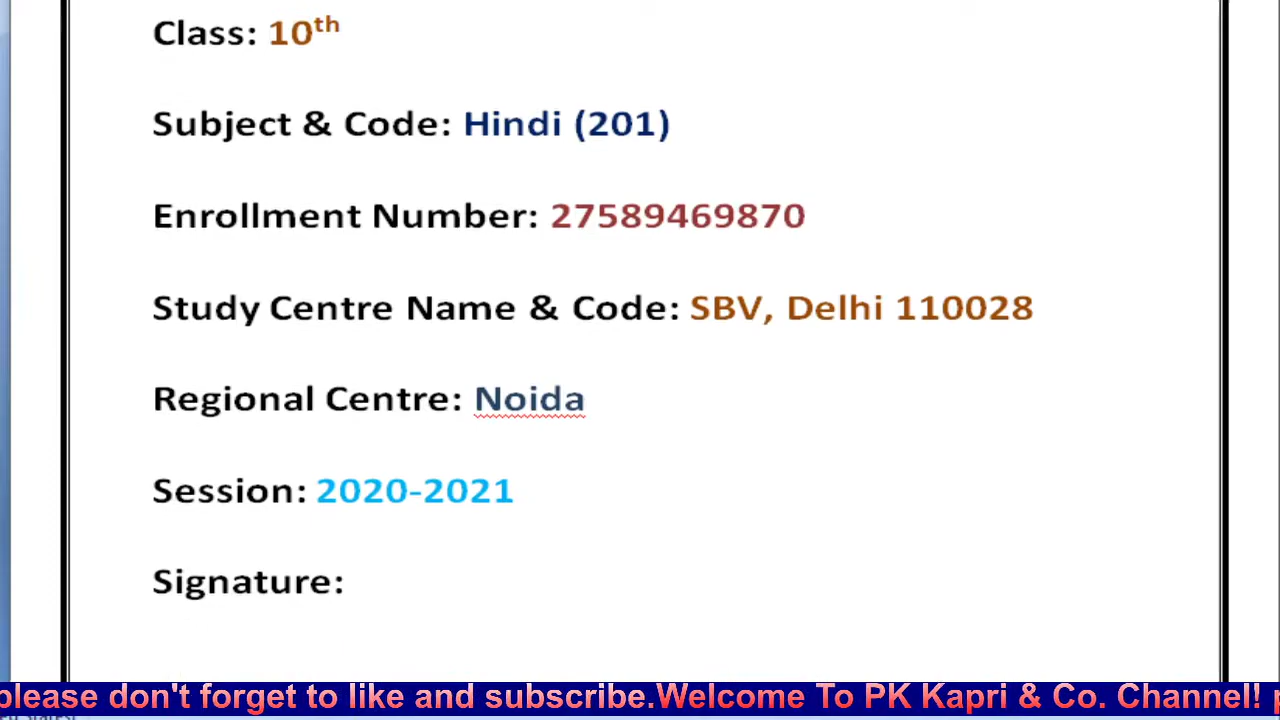 Class: 10th
Subject & Code: Hindi (201)
Enrollment Number: 27589469870
Study Centre Name & Code: SBV, Delhi 110028
Regional Centre: Noida
Session: 2020-2021
Signature:
please don't forget to like and subscribe.Welcome To PK Kapri & Co. Channel!